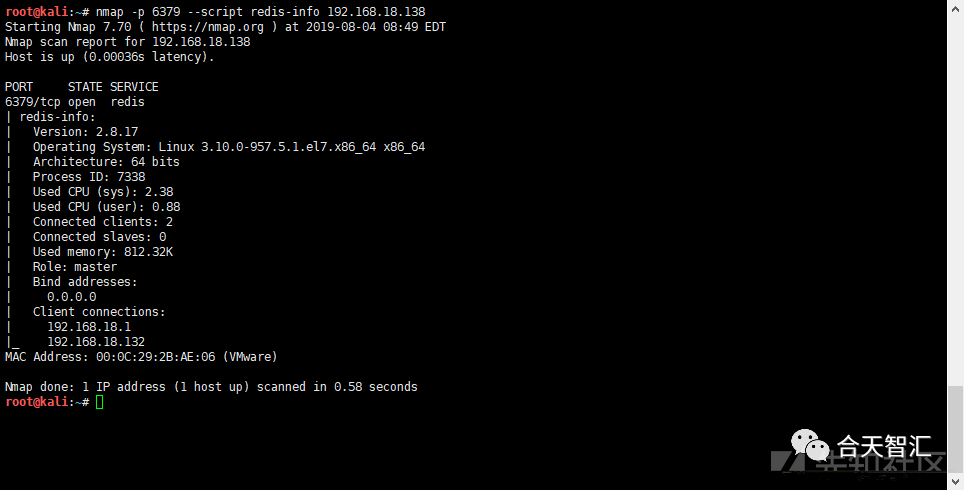 root@kali:~# nmap -p 6379 --script redis-info 192.168.18.138
Starting Nmap 7.70 ( https://nmap.org ) at 2019-08-04 08:49 EDT
Nmap scan report for 192.168.18.138
Host is up (0.00036s latency).

PORT     STATE SERVICE
6379/tcp open  redis
| redis-info:
|   Version: 2.8.17
|   Operating System: Linux 3.10.0-957.5.1.el7.x86_64 x86_64
|   Architecture: 64 bits
|   Process ID: 7338
|   Used CPU (sys): 2.38
|   Used CPU (user): 0.88
|   Connected clients: 2
|   Connected slaves: 0
|   Used memory: 812.32K
|   Role: master
|   Bind addresses:
|     0.0.0.0
|   Client connections:
|     192.168.18.1
|_    192.168.18.132
MAC Address: 00:0C:29:2B:AE:06 (VMware)

Nmap done: 1 IP address (1 host up) scanned in 0.58 seconds
root@kali:~#
合天智汇
先知社区